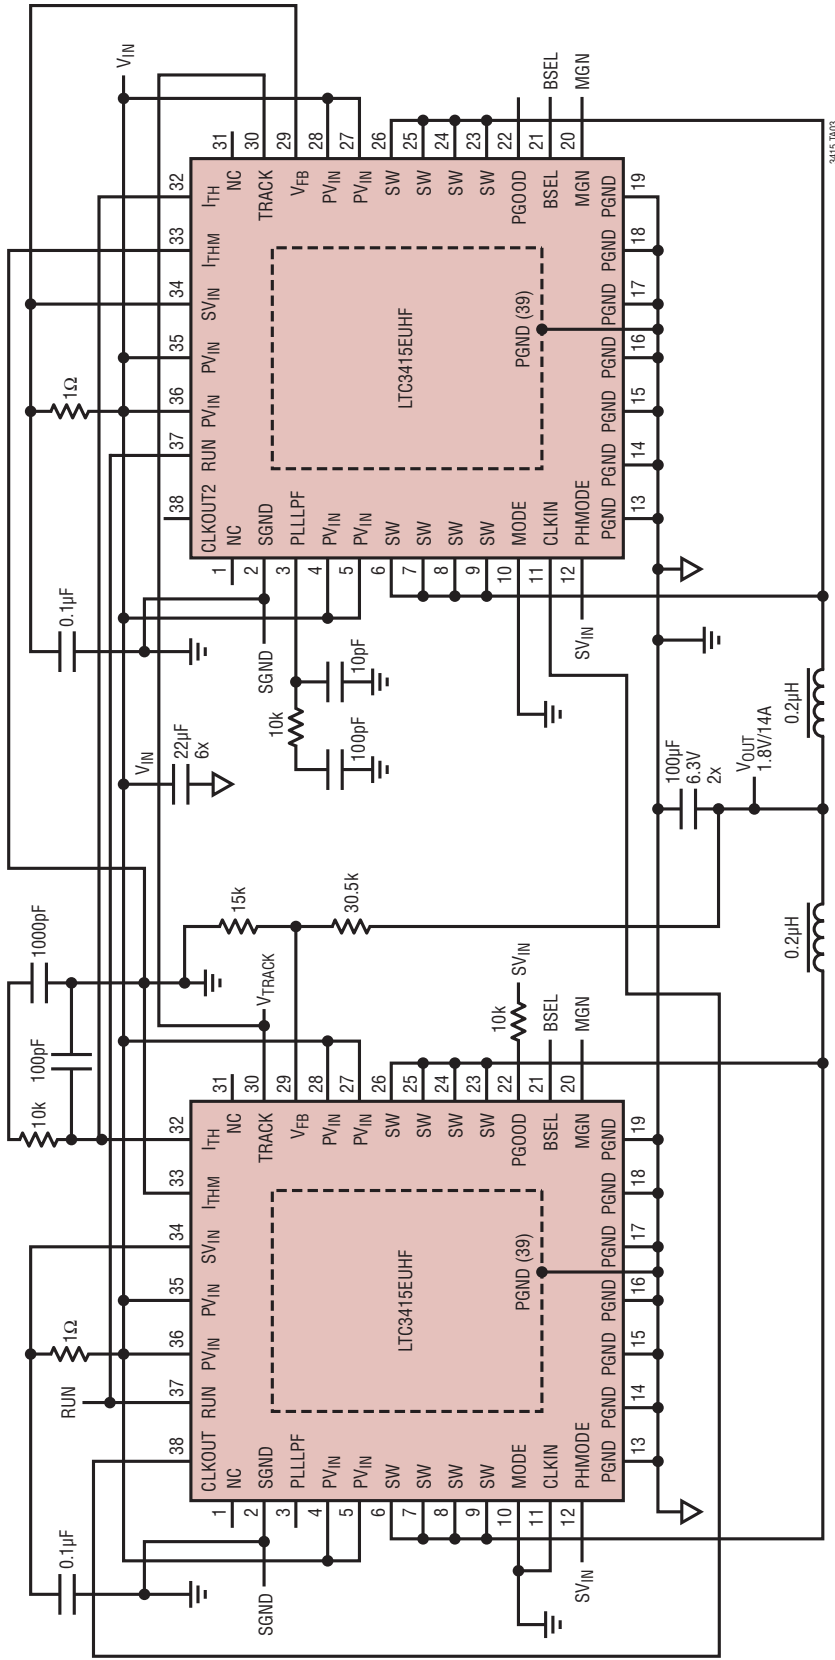 10k
100pF
1000pF
0.1µF
RUN
1Ω
0.1µF
1Ω
VIN
VIN
22µF
6x
38 37 36 35 34 33 32
CLKOUT RUN PVIN PVIN SVIN ITHM ITH
1 NC
2 SGND
3 PLLLPF
4 PVIN
5 PVIN
6 SW
7 SW
8 SW
9 SW
10 MODE
11 CLKIN
12 PHMODE
SGND
SVIN
LTC3415EUHF
PGND (39)
NC 31
TRACK 30
VFB 29
PVIN 28
PVIN 27
SW 26
SW 25
SW 24
SW 23
PGOOD 22
BSEL 21
MGN 20
PGND PGND PGND PGND PGND PGND PGND
13 14 15 16 17 18 19
VTRACK
15k
30.5k
10k
SVIN
BSEL
MGN
38 37 36 35 34 33 32
CLKOUT2 RUN PVIN PVIN SVIN ITHM ITH
1 NC
2 SGND
3 PLLLPF
4 PVIN
5 PVIN
6 SW
7 SW
8 SW
9 SW
10 MODE
11 CLKIN
12 PHMODE
SGND
10k
100pF
10pF
SVIN
LTC3415EUHF
PGND (39)
NC 31
TRACK 30
VFB 29
PVIN 28
PVIN 27
SW 26
SW 25
SW 24
SW 23
PGOOD 22
BSEL 21
MGN 20
PGND PGND PGND PGND PGND PGND PGND
13 14 15 16 17 18 19
BSEL
MGN
100µF
6.3V
2x
VOUT
1.8V/14A
0.2µH
0.2µH
3415 TA03